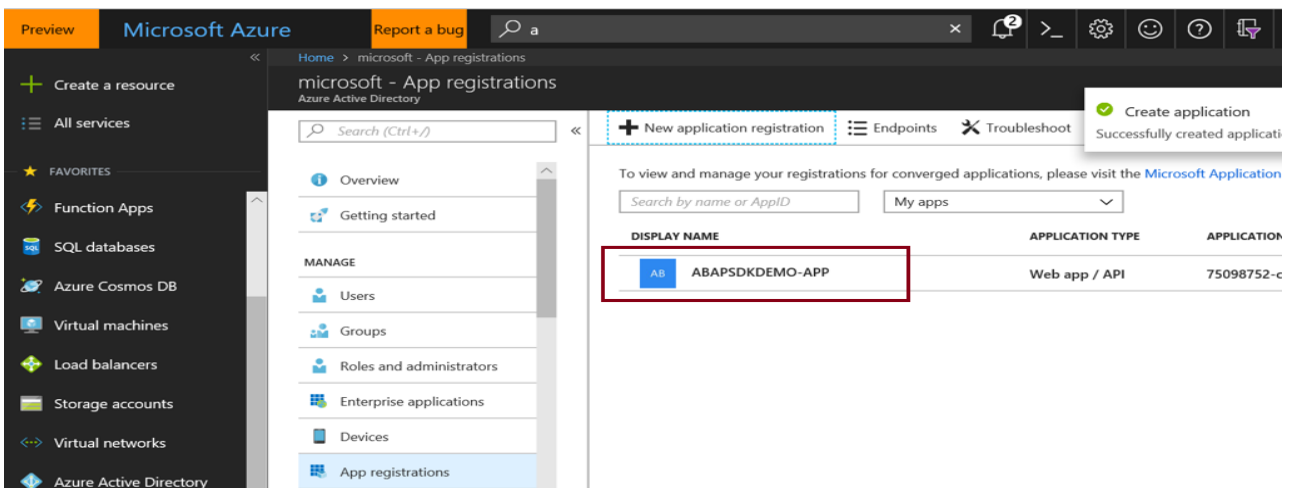 Preview Microsoft Azure Report a bug a 2
Create a resource
All services
FAVORITES
Function Apps
SQL databases
Azure Cosmos DB
Virtual machines
Load balancers
Storage accounts
Virtual networks
Azure Active Directory
Home > microsoft - App registrations
microsoft - App registrations
Azure Active Directory
Search (Ctrl+/)
Overview
Getting started
MANAGE
Users
Groups
Roles and administrators
Enterprise applications
Devices
App registrations
New application registration Endpoints Troubleshoot
Create application
Successfully created applicati
To view and manage your registrations for converged applications, please visit the Microsoft Application
Search by name or AppID My apps
DISPLAY NAME APPLICATION TYPE APPLICATION
AB ABAPSDKDEMO-APP Web app / API 75098752-c